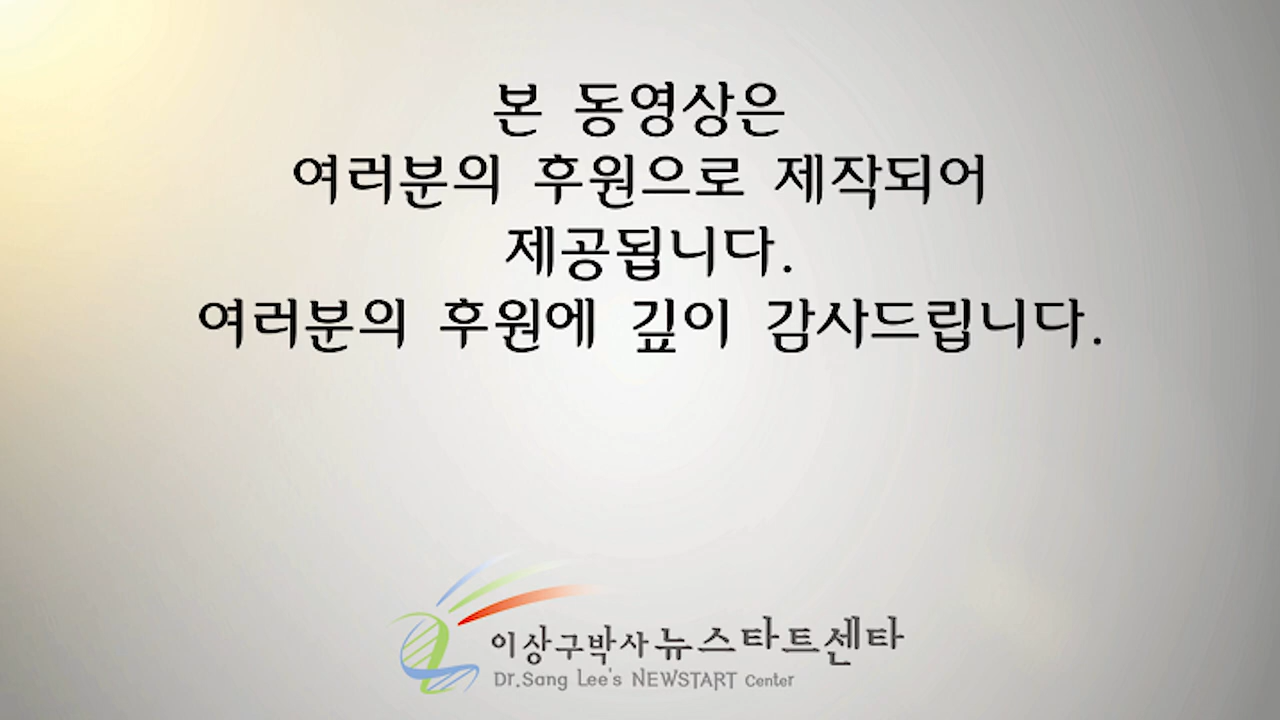 본 동영상은
여러분의 후원으로 제작되어
제공됩니다.
여러분의 후원에 깊이 감사드립니다.
이상구박사 뉴스타트센타
Dr.Sang Lee's NEWSTART Center